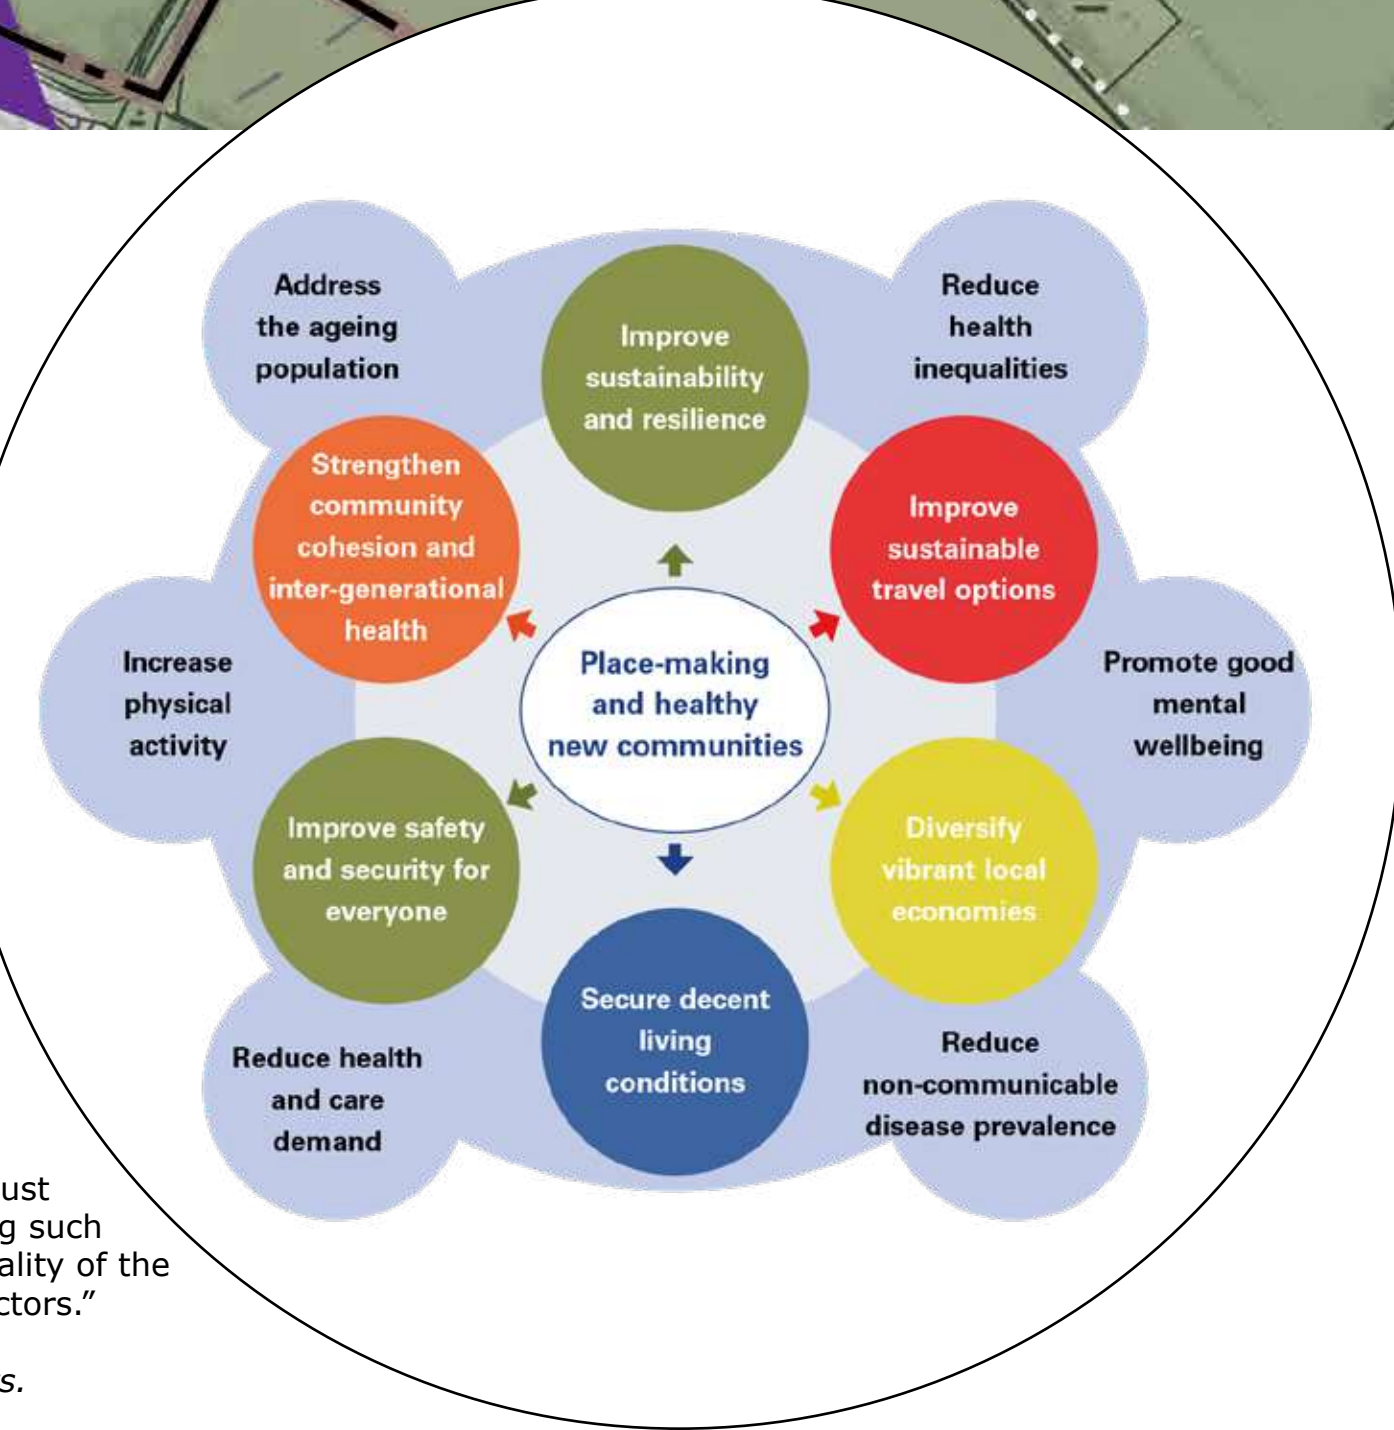 Address
the ageing
population
Improve
sustainability
and resilience
Reduce
health
inequalities
Strengthen
community
cohesion and
inter-generational
health
Improve
sustainable
travel options
Increase
physical
activity
Place-making
and healthy
new communities
Promote good
mental
wellbeing
Improve safety
and security for
everyone
Diversify
vibrant local
economies
Secure decent
living
conditions
Reduce health
and care
demand
Reduce
non-communicable
disease prevalence
ust
g such
ality of the
ctors.”
s.